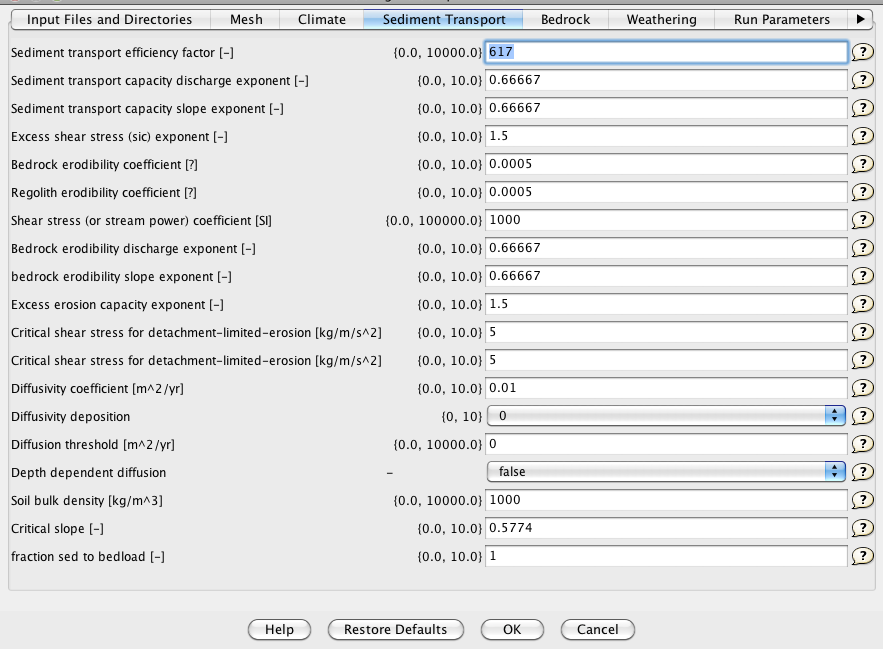 Input Files and Directories Mesh Climate Sediment Transport Bedrock Weathering Run Parameters
Sediment transport efficiency factor [-] {0.0, 10000.0} 617 ?
Sediment transport capacity discharge exponent [-] {0.0, 10.0} 0.66667 ?
Sediment transport capacity slope exponent [-] {0.0, 10.0} 0.66667 ?
Excess shear stress (sic) exponent [-] {0.0, 10.0} 1.5 ?
Bedrock erodibility coefficient [?] {0.0, 10.0} 0.0005 ?
Regolith erodibility coefficient [?] {0.0, 10.0} 0.0005 ?
Shear stress (or stream power) coefficient [SI] {0.0, 100000.0} 1000 ?
Bedrock erodibility discharge exponent [-] {0.0, 10.0} 0.66667 ?
bedrock erodibility slope exponent [-] {0.0, 10.0} 0.66667 ?
Excess erosion capacity exponent [-] {0.0, 10.0} 1.5 ?
Critical shear stress for detachment-limited-erosion [kg/m/s^2] {0.0, 10.0} 5 ?
Critical shear stress for detachment-limited-erosion [kg/m/s^2] {0.0, 10.0} 5 ?
Diffusivity coefficient [m^2/yr] {0.0, 10.0} 0.01 ?
Diffusivity deposition {0, 10} 0 ?
Diffusion threshold [m^2/yr] {0.0, 10000.0} 0 ?
Depth dependent diffusion - false ?
Soil bulk density [kg/m^3] {0.0, 10000.0} 1000 ?
Critical slope [-] {0.0, 10.0} 0.5774 ?
fraction sed to bedload [-] {0.0, 10.0} 1 ?
Help Restore Defaults OK Cancel